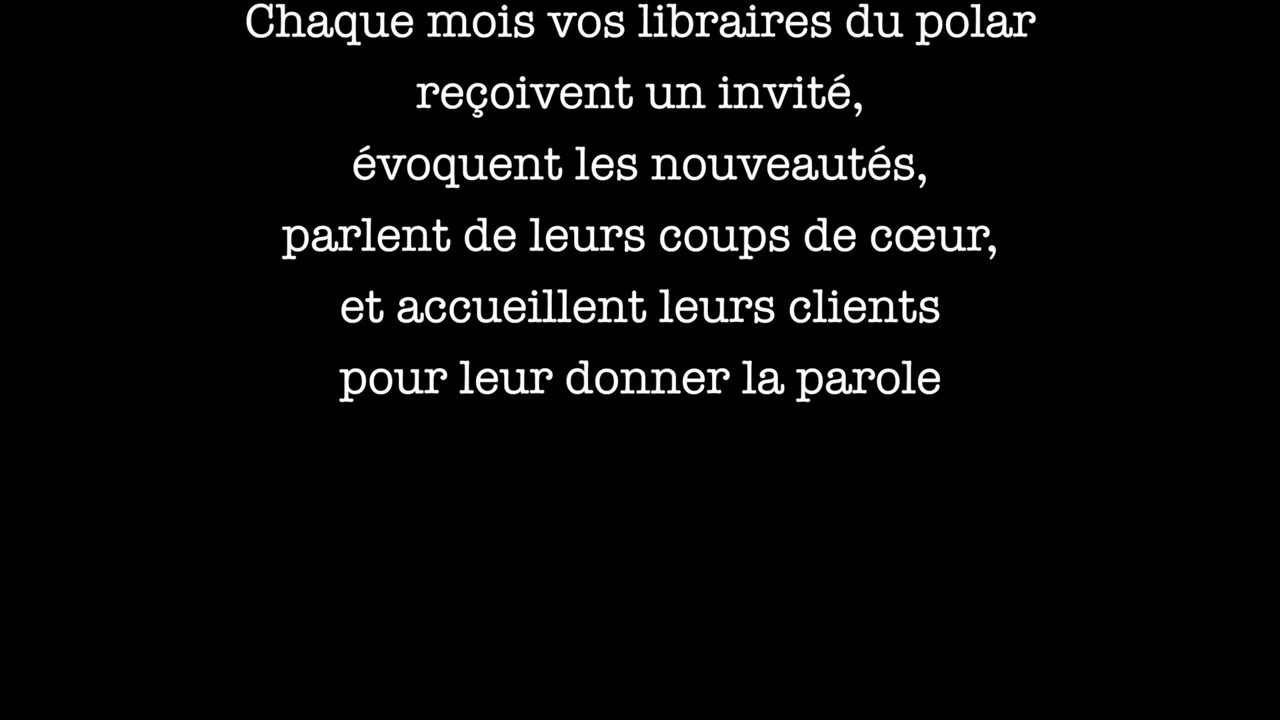 Chaque mois vos libraires du polar
reçoivent un invité,
évoquent les nouveautés,
parlent de leurs coups de cœur,
et accueillent leurs clients
pour leur donner la parole